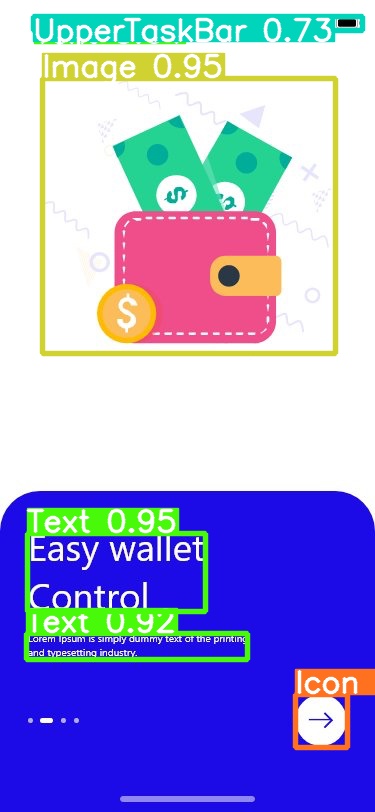 UpperTaskBar 0.73
Image 0.95
$
$
$
Text 0.95
Easy wallet
Control
Text 0.92
Lorem Ipsum is simply dummy text of the printing
and typesetting industry.
Icon